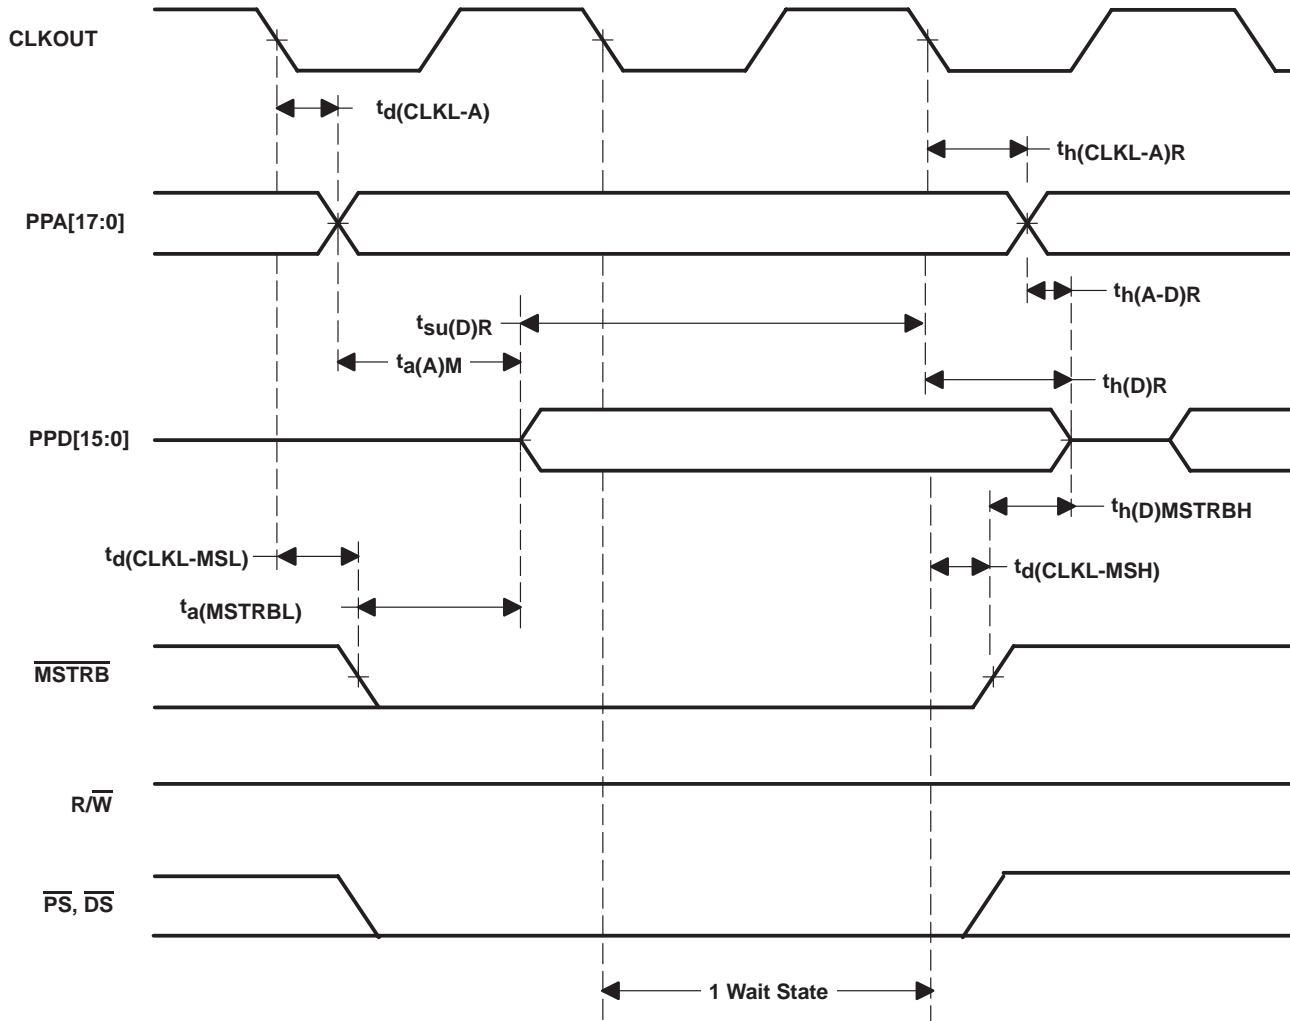 CLKOUT
td(CLKL-A)
th(CLKL-A)R
PPA[17:0]
th(A-D)R
tsu(D)R
ta(A)M
th(D)R
PPD[15:0]
th(D)MSTRBH
td(CLKL-MSL)
td(CLKL-MSH)
ta(MSTRBL)
MSTRB
R/W
PS, DS
1 Wait State